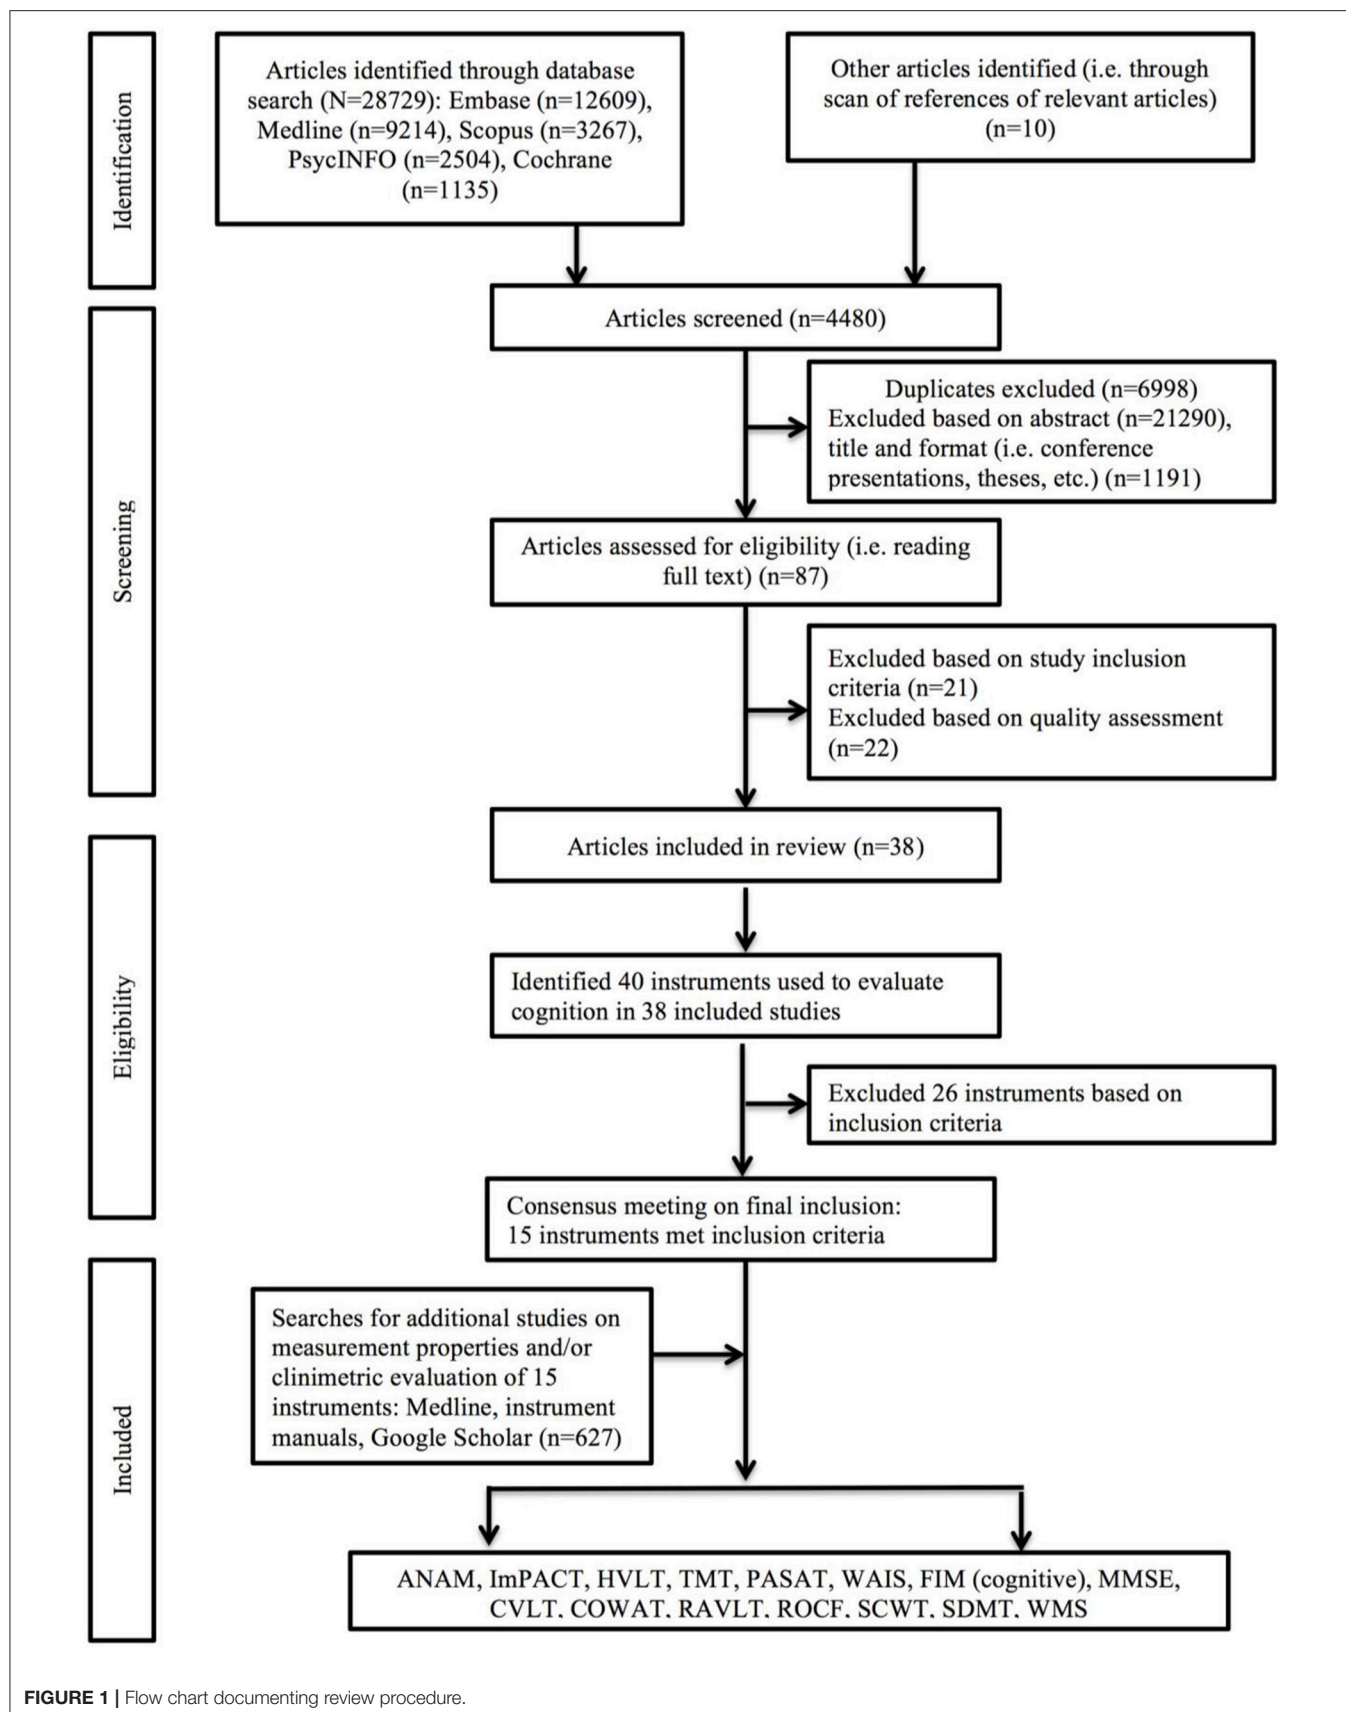 Identification
Articles identified through database
search (N=28729): Embase (n=12609),
Medline (n=9214), Scopus (n=3267),
PsycINFO (n=2504), Cochrane
(n=1135)
Other articles identified (i.e. through
scan of references of relevant articles)
(n=10)
Screening
Articles screened (n=4480)
Duplicates excluded (n=6998)
Excluded based on abstract (n=21290),
title and format (i.e. conference
presentations, theses, etc.) (n=1191)
Articles assessed for eligibility (i.e. reading
full text) (n=87)
Excluded based on study inclusion
criteria (n=21)
Excluded based on quality assessment
(n=22)
Eligibility
Articles included in review (n=38)
Identified 40 instruments used to evaluate
cognition in 38 included studies
Excluded 26 instruments based on
inclusion criteria
Consensus meeting on final inclusion:
15 instruments met inclusion criteria
Included
Searches for additional studies on
measurement properties and/or
clinimetric evaluation of 15
instruments: Medline, instrument
manuals, Google Scholar (n=627)
ANAM, ImPACT, HVLT, TMT, PASAT, WAIS, FIM (cognitive), MMSE,
CVLT, COWAT, RAVLT, ROCF, SCWT, SDMT, WMS
FIGURE 1 | Flow chart documenting review procedure.